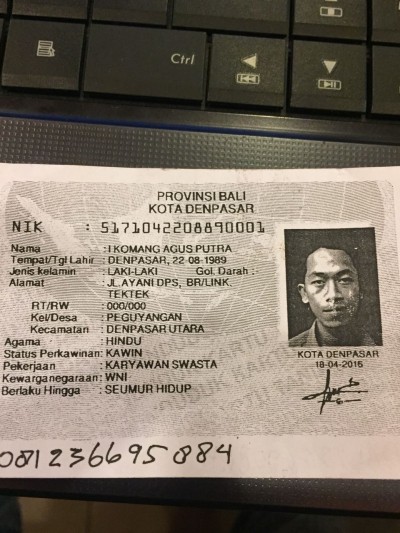 Ctrl
PROVINSI BALI
KOTA DENPASAR
NIK : 5171042208890001
Nama : I KOMANG AGUS PUTRA
Tempat/Tgl Lahir : DENPASAR, 22-08-1989
Jenis kelamin : LAKI-LAKI Gol. Darah : -
Alamat : JL.AYANI DPS, BR/LINK.
TEKTEK
RT/RW : 000/000
Kel/Desa : PEGUYANGAN
Kecamatan : DENPASAR UTARA
Agama : HINDU
Status Perkawinan: KAWIN
Pekerjaan : KARYAWAN SWASTA
Kewarganegaraan: WNI
Berlaku Hingga : SEUMUR HIDUP
KOTA DENPASAR
18-04-2016
081236695884